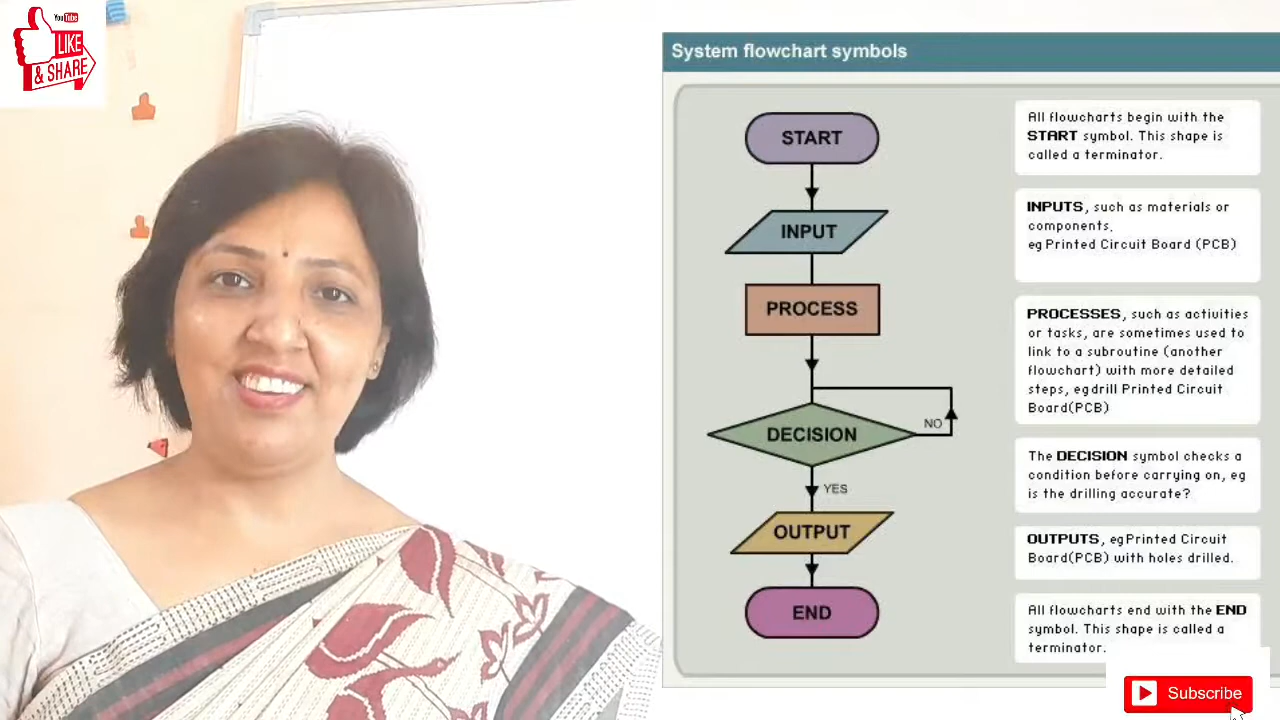 YouTube
LIKE
& SHARE
System flowchart symbols
START
INPUT
PROCESS
DECISION
NO
YES
OUTPUT
END
All flowcharts begin with the
START symbol. This shape is
called a terminator.
INPUTS, such as materials or
components,
eg Printed Circuit Board (PCB)
PROCESSES, such as activities
or tasks, are sometimes used to
link to a subroutine (another
flowchart) with more detailed
steps, eg drill Printed Circuit
Board(PCB)
The DECISION symbol checks a
condition before carrying on, eg
is the drilling accurate?
OUTPUTS, eg Printed Circuit
Board(PCB) with holes drilled.
All flowcharts end with the END
symbol. This shape is called a
terminator.
Subscribe